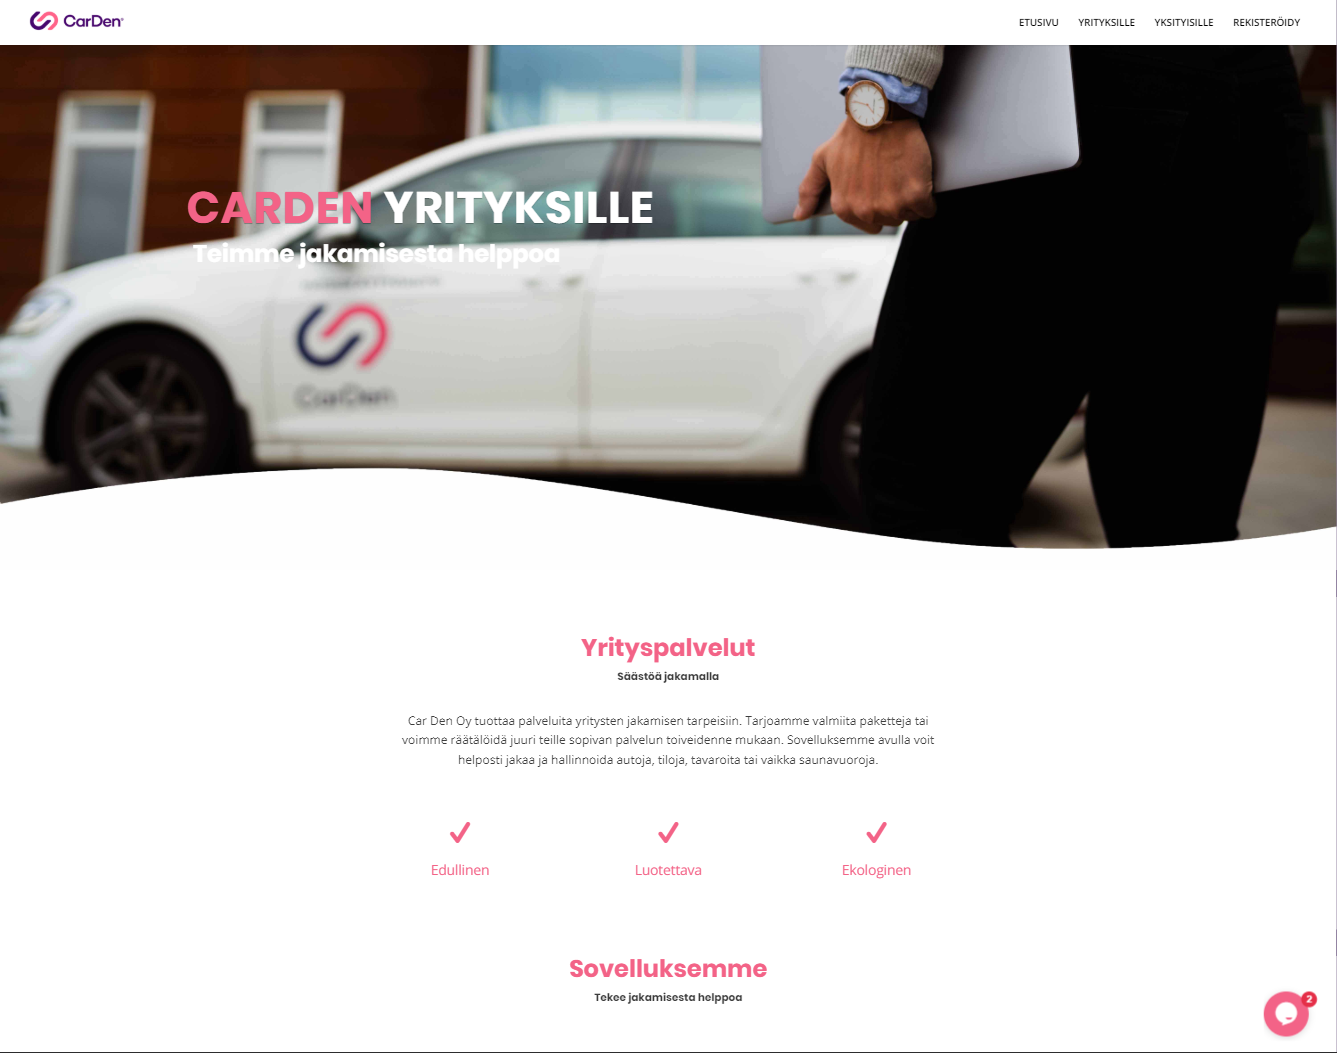 CarDen
ETUSIVU YRITYKSILLE YKSITYISILLE REKISTERÖIDY
CARDEN YRITYKSILLE
Teimme jakamisesta helppoa
CarDen
Yrityspalvelut
Säästöä jakamalla
Car Den Oy tuottaa palveluita yritysten jakamisen tarpeisiin. Tarjoamme valmiita paketteja tai
voimme räätälöidä juuri teille sopivan palvelun toiveidenne mukaan. Sovelluksemme avulla voit
helposti jakaa ja hallinnoida autoja, tiloja, tavaroita tai vaikka saunavuoroja.
Edullinen Luotettava Ekologinen
Sovelluksemme
Tekee jakamisesta helppoa
2